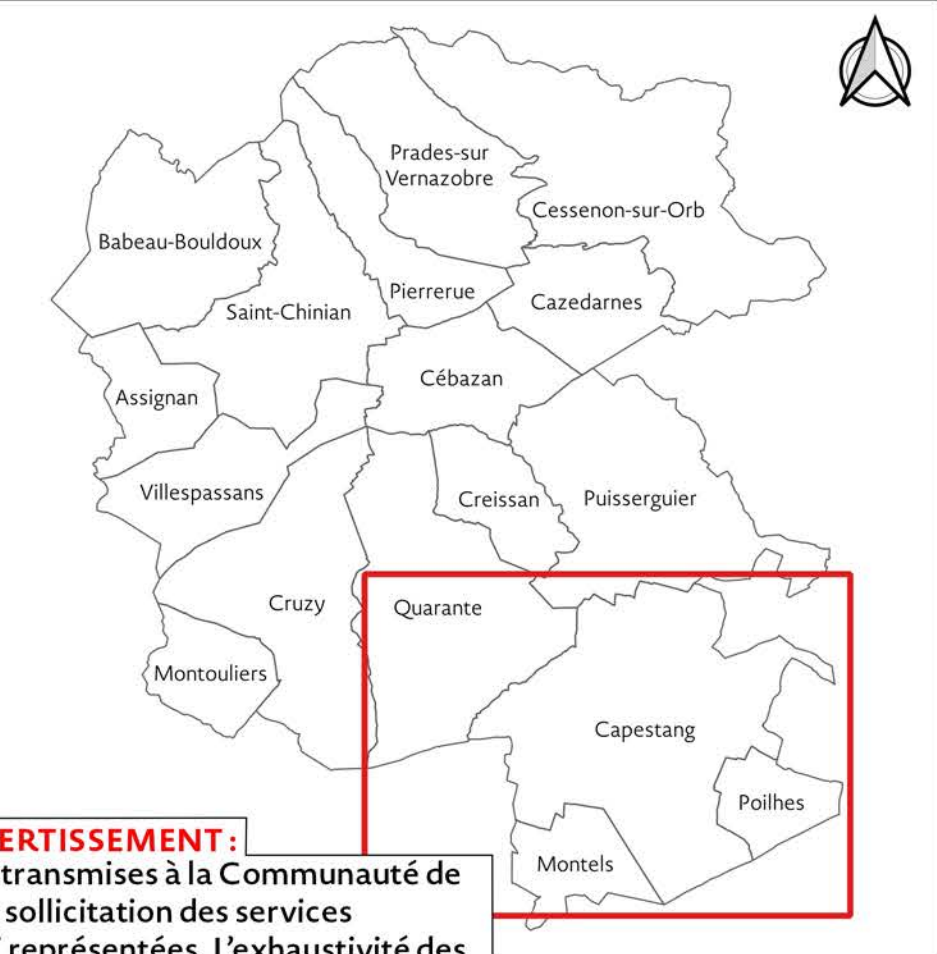 Prades-sur
Vernazobre
Cessenon-sur-Orb
Babeau-Bouldoux
Pierrerue
Cazedarnes
Saint-Chinian
Cébazan
Assignan
Villespassans
Creissan
Puisserguier
Cruzy
Quarante
Montouliers
Capestang
Poilhes
Montels
ERTISSEMENT :
transmises à la Communauté de
sollicitation des services
représentées. L'exhaustivité des